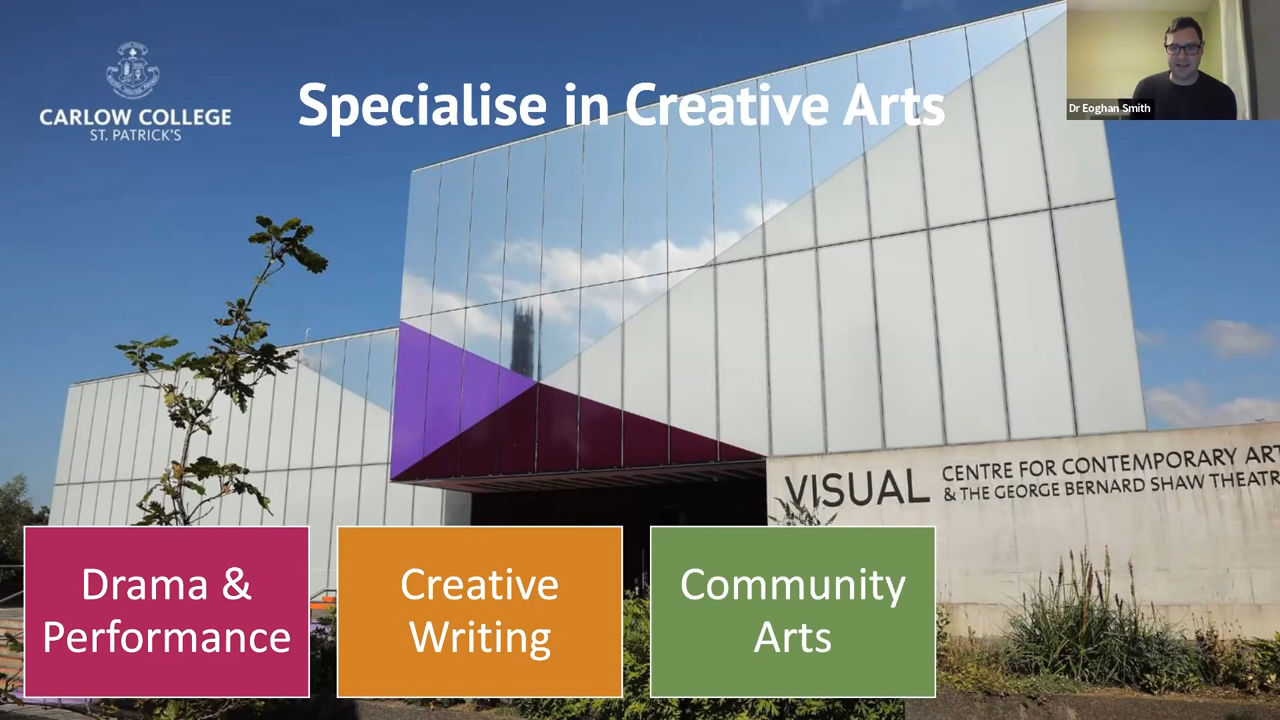 CARLOW COLLEGE
ST. PATRICK'S
Specialise in Creative Arts
Dr Eoghan Smith
VISUAL
CENTRE FOR CONTEMPORARY ART
& THE GEORGE BERNARD SHAW THEATR
Drama &
Performance
Creative
Writing
Community
Arts